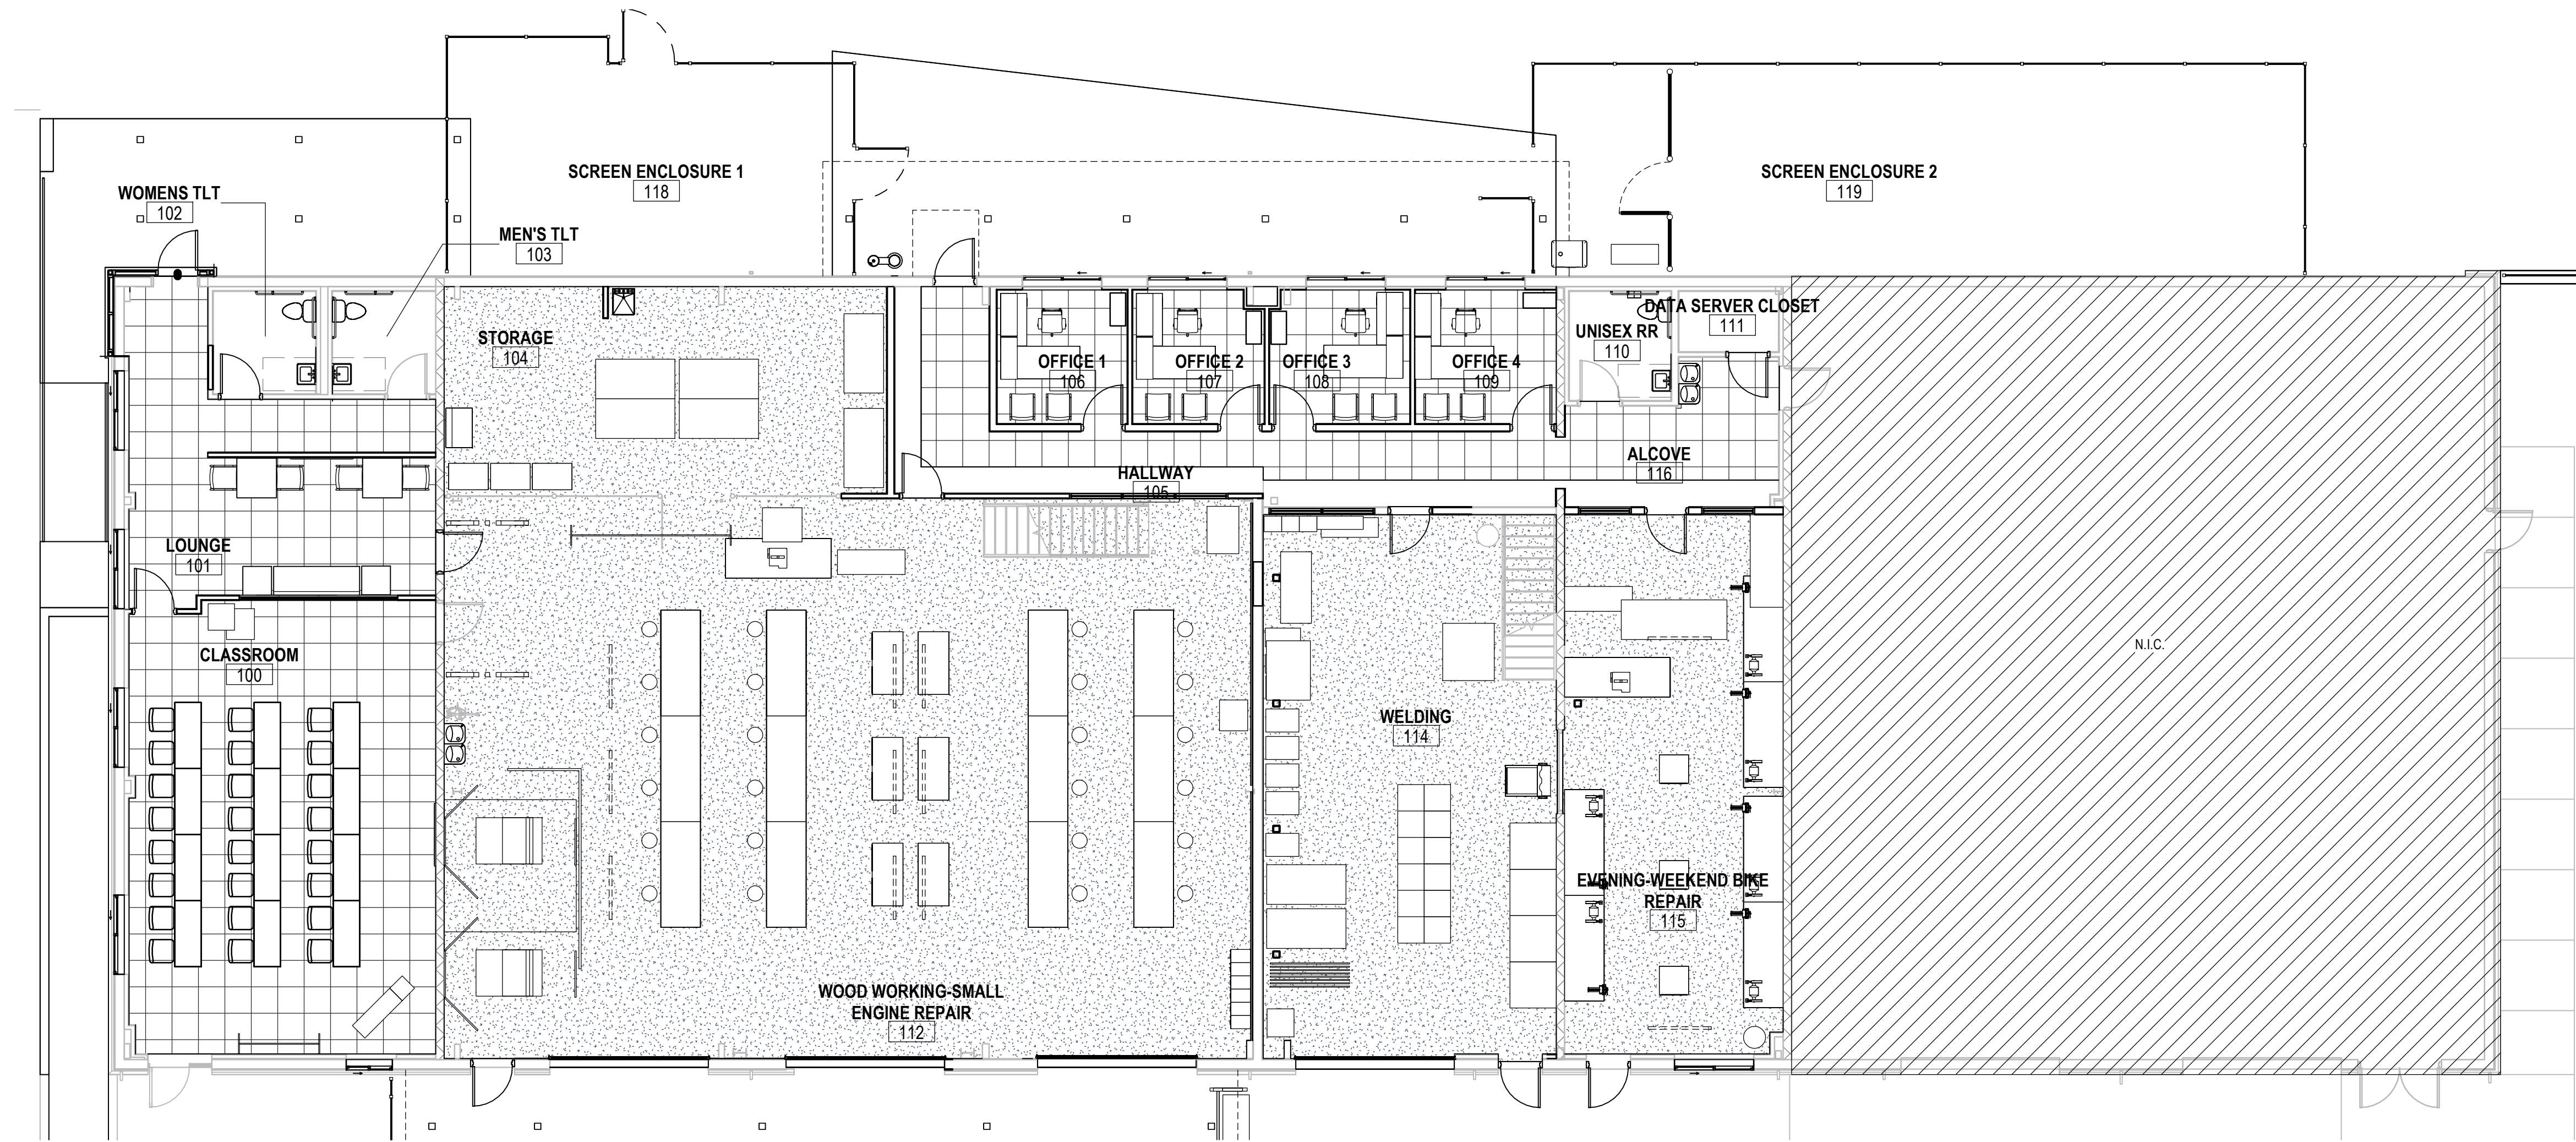 SCREEN ENCLOSURE 1
118
SCREEN ENCLOSURE 2
119
WOMENS TLT
102
MEN'S TLT
103
STORAGE
104
DATA SERVER CLOSET
111
UNISEX RR
110
OFFICE 1
106
OFFICE 2
107
OFFICE 3
108
OFFICE 4
109
HALLWAY
105
ALCOVE
116
LOUNGE
101
CLASSROOM
100
N.I.C.
WELDING
114
EVENING-WEEKEND BIKE
REPAIR
115
WOOD WORKING-SMALL
ENGINE REPAIR
112